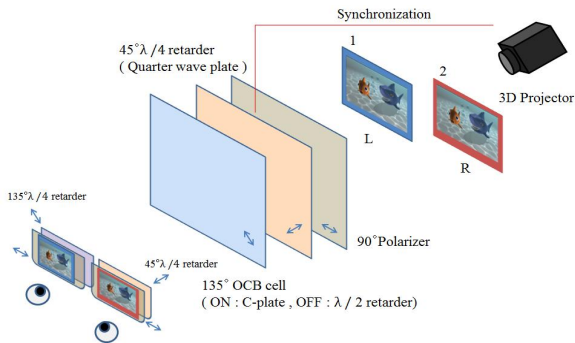 Synchronization
1
45°λ /4 retarder
( Quarter wave plate )
2
3D Projector
L
R
135°λ/4 retarder
90°Polarizer
45°λ/4 retarder
135° OCB cell
( ON : C-plate , OFF : λ / 2 retarder)